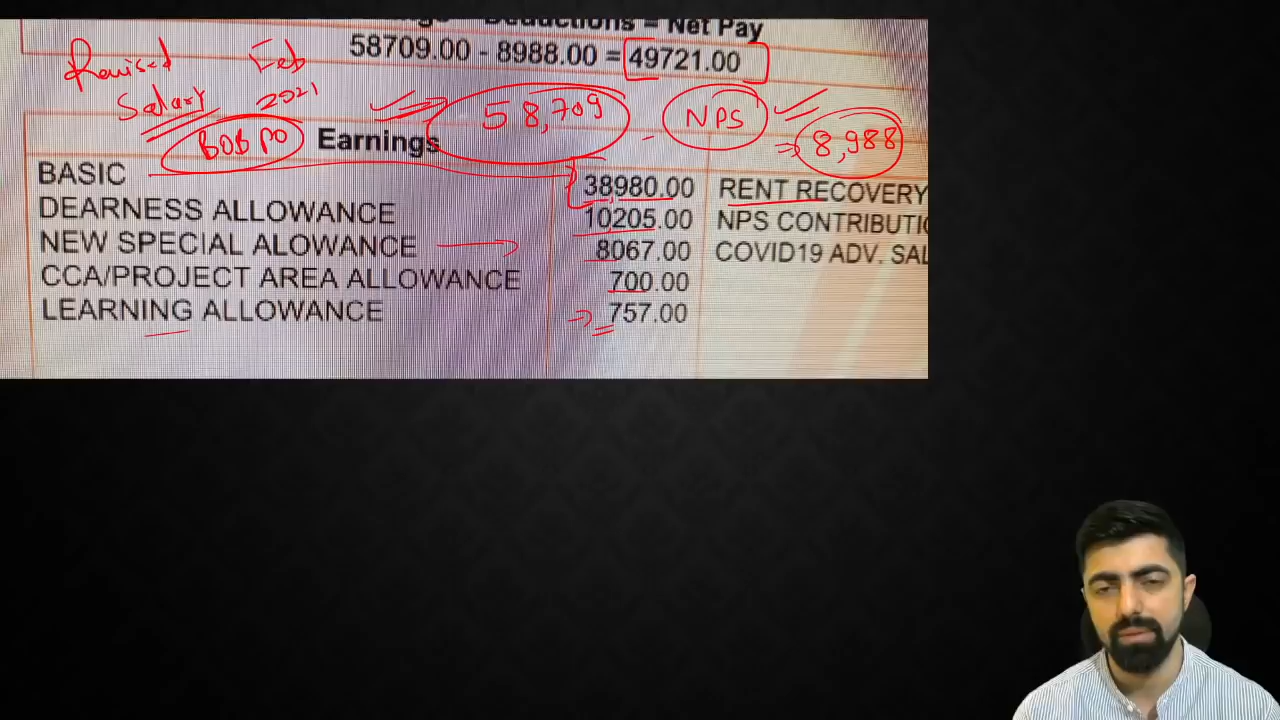 Deductions = Net Pay
58709.00 - 8988.00 = 49721.00
Revised Feb
Salary 2021
58,709 - NPS ⇒ 8,988
BOB PO Earnings
BASIC 38980.00 RENT RECOVERY
DEARNESS ALLOWANCE 10205.00 NPS CONTRIBUTI
NEW SPECIAL ALOWANCE 8067.00 COVID19 ADV. SAL
CCA/PROJECT AREA ALLOWANCE 700.00
LEARNING ALLOWANCE 757.00